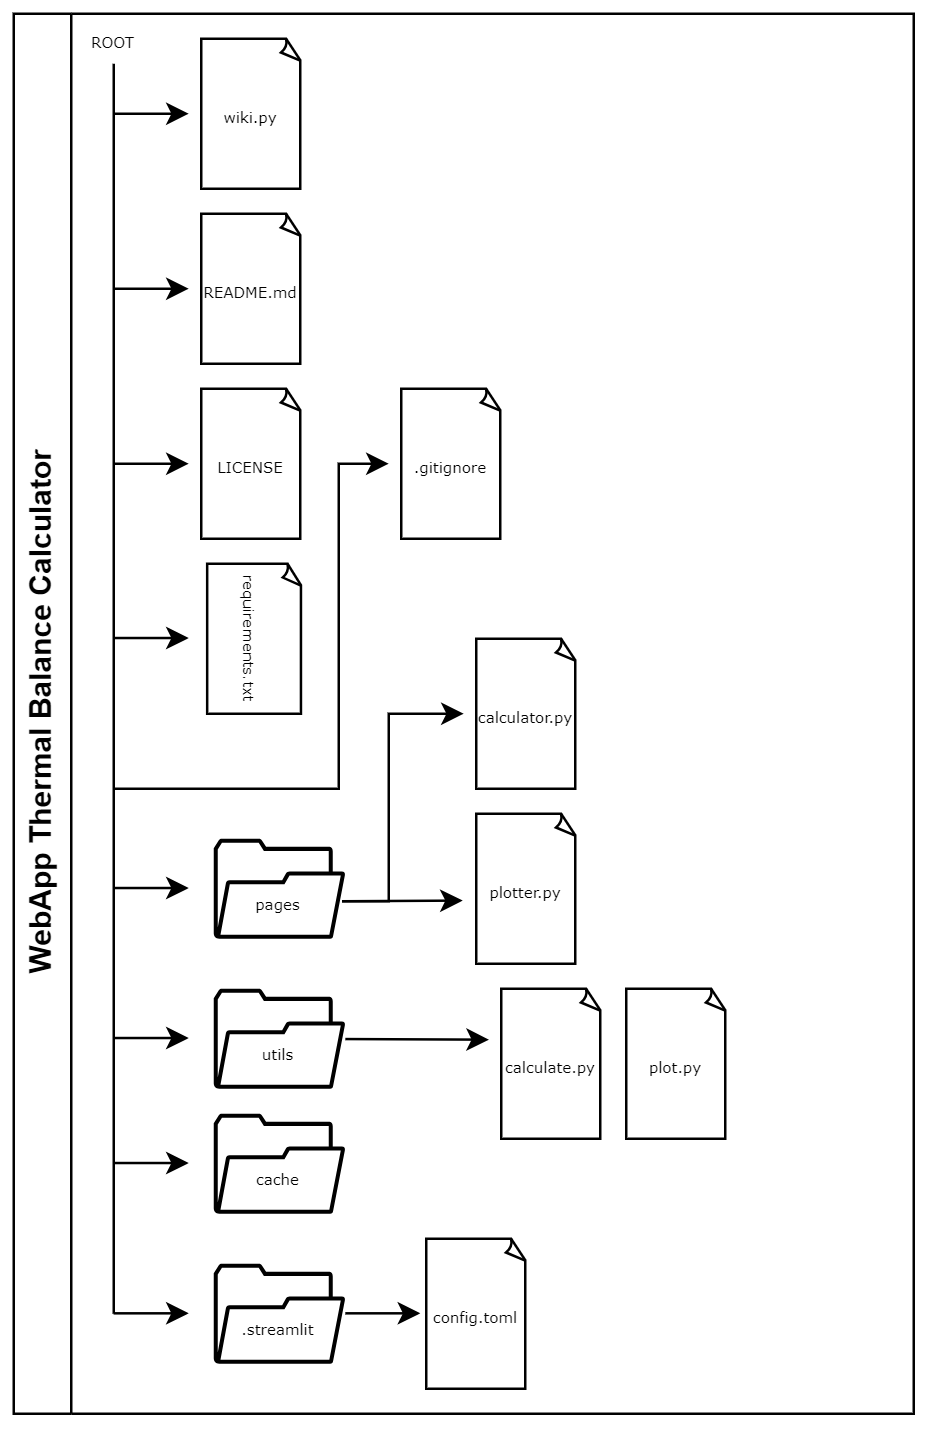 WebApp Thermal Balance Calculator
ROOT
wiki.py
README.md
LICENSE
.gitignore
requirements.txt
calculator.py
pages
plotter.py
utils
calculate.py
plot.py
cache
.streamlit
config.toml